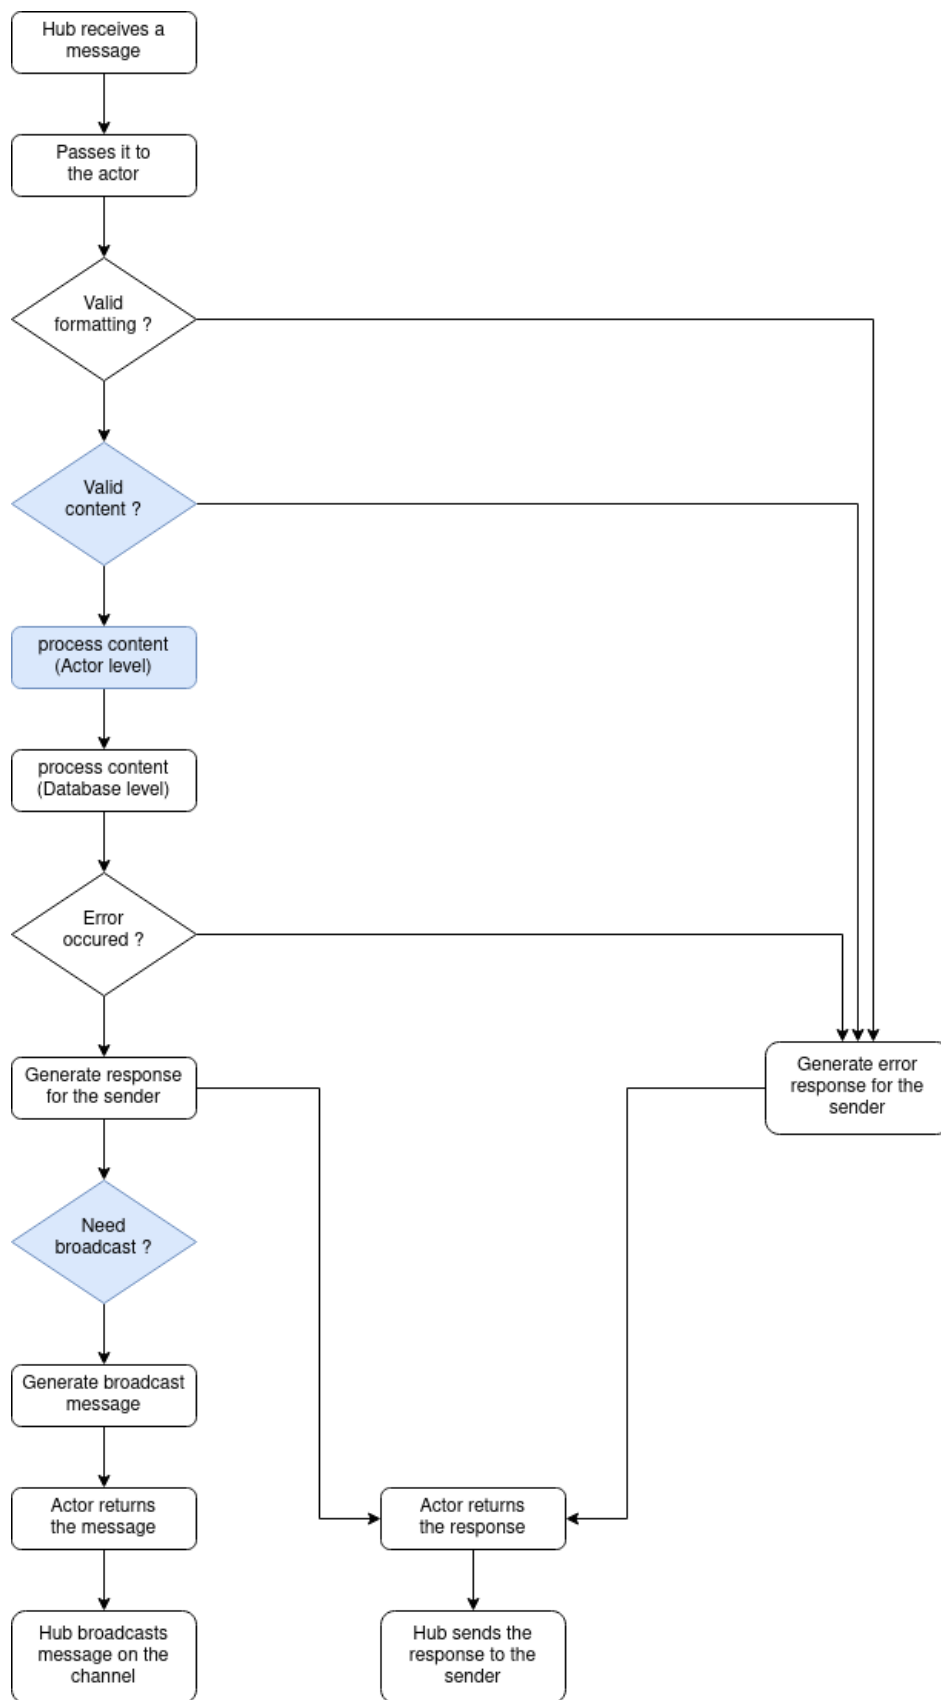 Hub receives a
message
Passes it to
the actor
Valid
formatting ?
Valid
content ?
process content
(Actor level)
process content
(Database level)
Error
occured ?
Generate response
for the sender
Generate error
response for the
sender
Need
broadcast ?
Generate broadcast
message
Actor returns
the message
Actor returns
the response
Hub broadcasts
message on the
channel
Hub sends the
response to the
sender